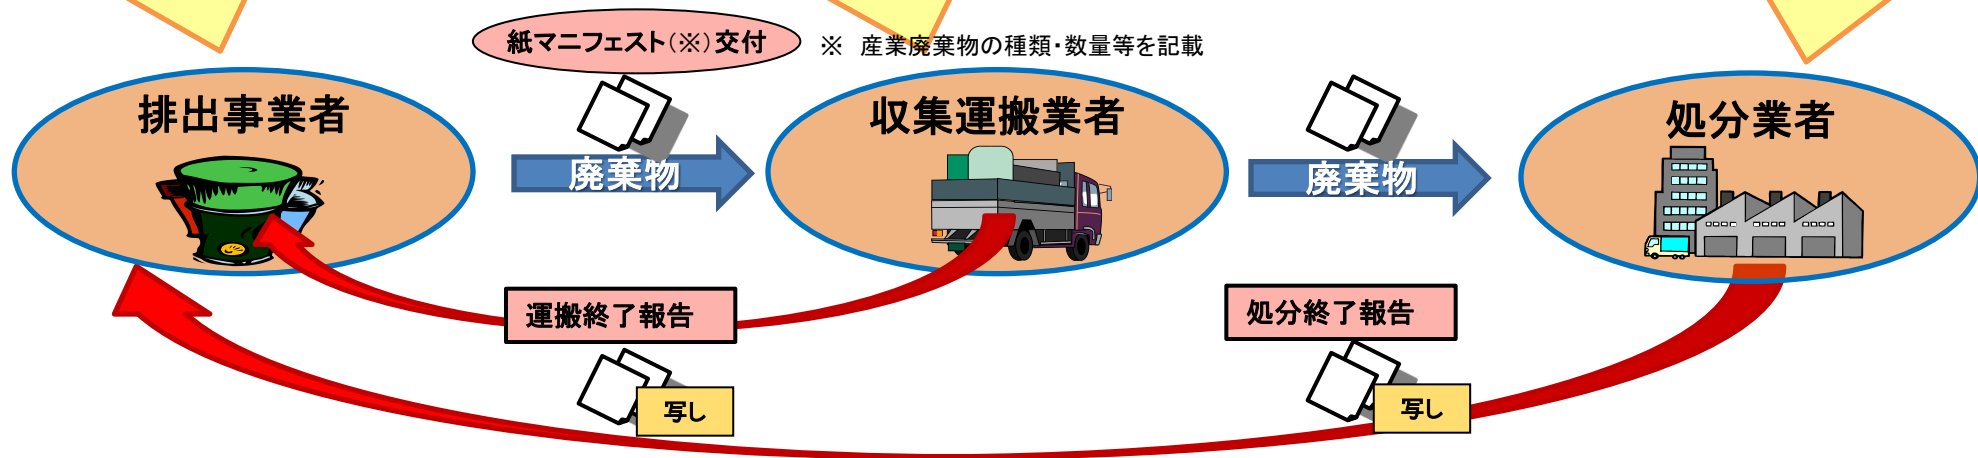 紙マニフェスト(※)交付
※ 産業廃棄物の種類・数量等を記載
排出事業者
収集運搬業者
処分業者
廃棄物
廃棄物
運搬終了報告
処分終了報告
写し
写し